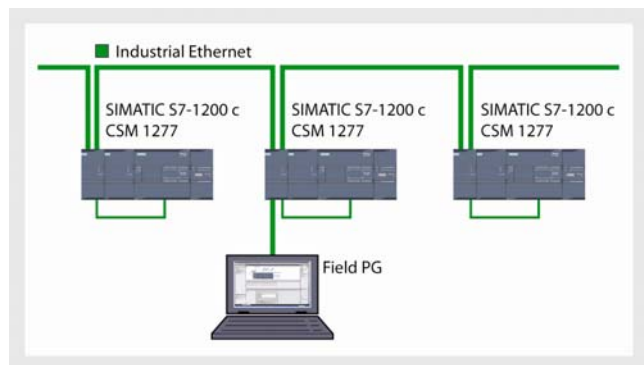 Industrial Ethernet
SIMATIC S7-1200 c
CSM 1277
SIMATIC S7-1200 c
CSM 1277
SIMATIC S7-1200 c
CSM 1277
Field PG